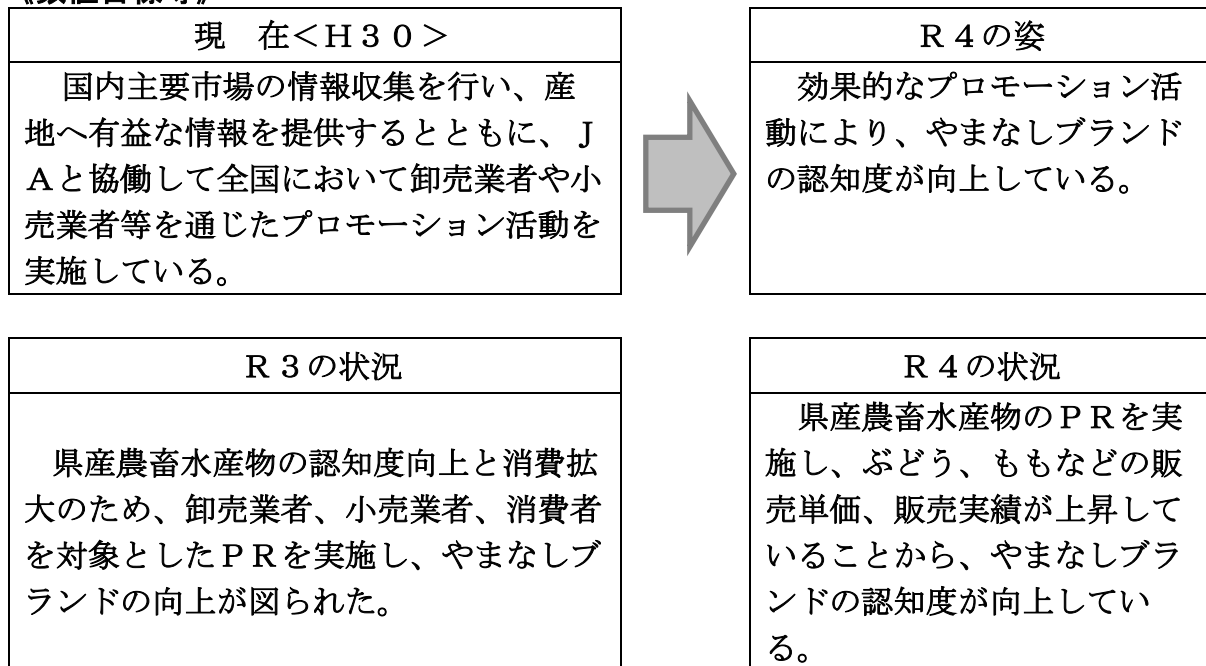 現　在＜Ｈ３０＞
国内主要市場の情報収集を行い、産
地へ有益な情報を提供するとともに、Ｊ
Ａと協働して全国において卸売業者や小
売業者等を通じたプロモーション活動を
実施している。
Ｒ４の姿
効果的なプロモーション活
動により、やまなしブランド
の認知度が向上している。
Ｒ３の状況
県産農畜水産物の認知度向上と消費拡
大のため、卸売業者、小売業者、消費者
を対象としたＰＲを実施し、やまなしブ
ランドの向上が図られた。
Ｒ４の状況
県産農畜水産物のＰＲを実
施し、ぶどう、ももなどの販
売単価、販売実績が上昇して
いることから、やまなしブラ
ンドの認知度が向上してい
る。